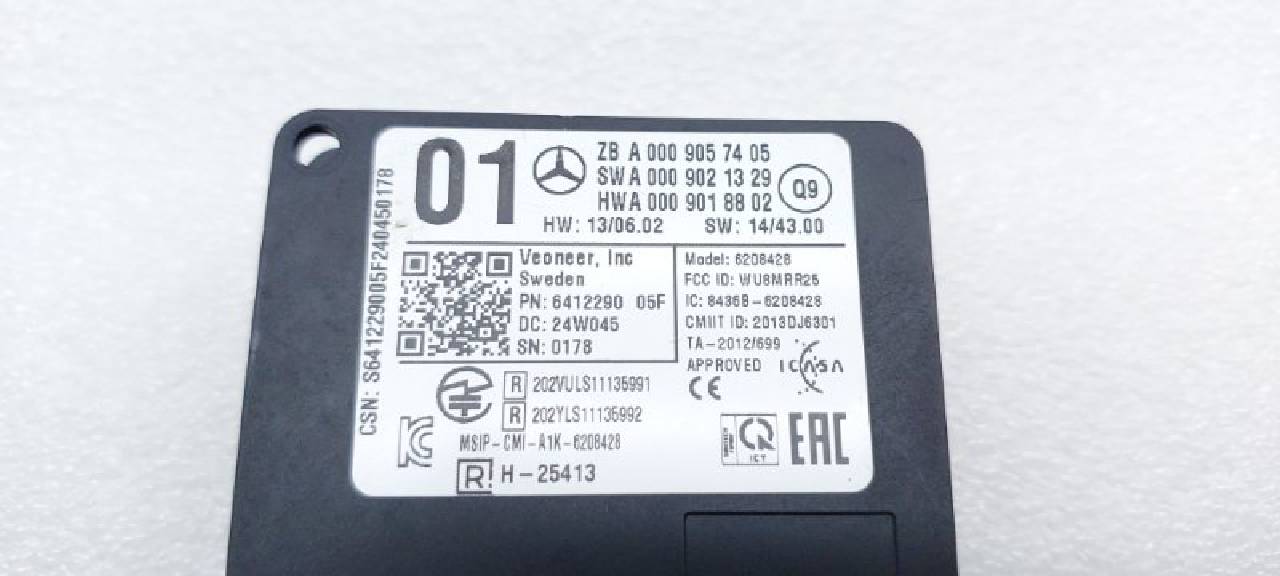 01
ZB A 000 905 74 05
SW A 000 902 13 29
HW A 000 901 88 02
Q9
HW: 13/06.02 SW: 14/43.00
CSN: S6412229005F240450178
Veoneer, Inc
Sweden
PN: 6412290 05F
DC: 24W045
SN: 0178
Model: 6208428
FCC ID: WU8MRR25
IC: 8436B-6208428
CMIIT ID: 2013DJ6301
TA-2012/699
APPROVED ICASA
CE
R 202VULS11135991
R 202YLS11135992
MSIP-CMI-A1K-6208428
R! H-25413
ICT
EAC